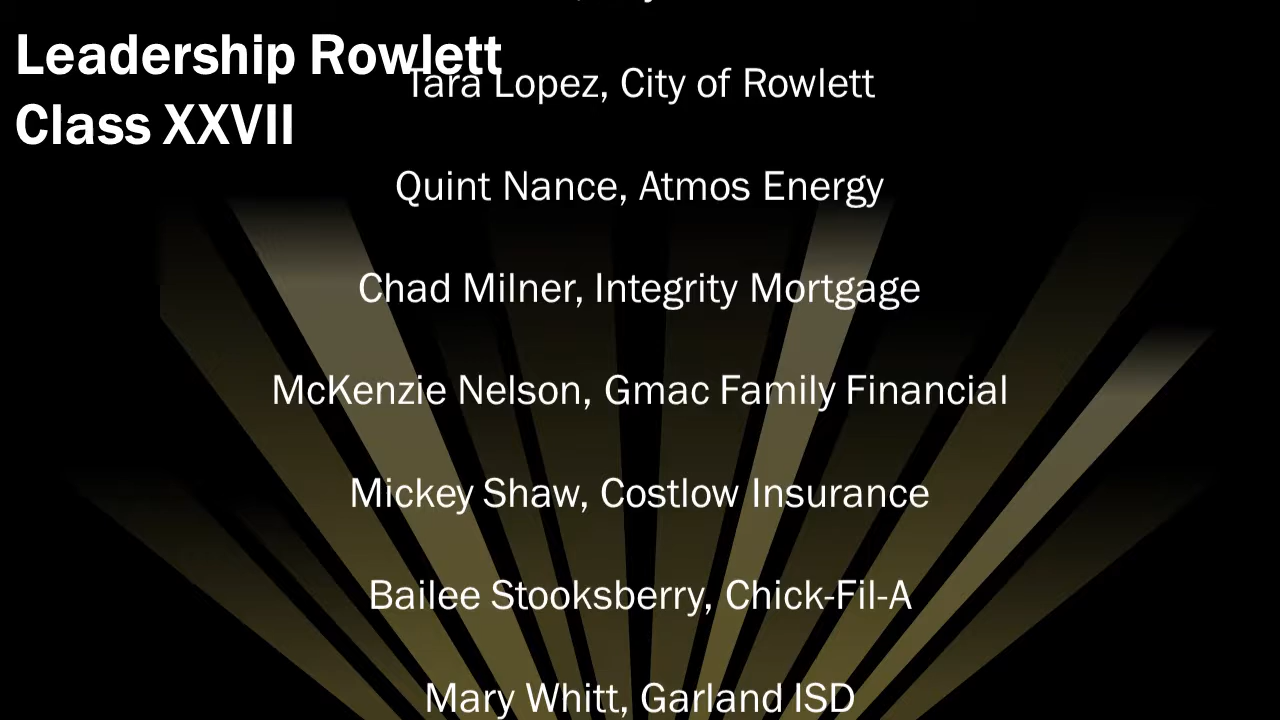 Leadership Rowlett
Class XXVII
Tara Lopez, City of Rowlett
Quint Nance, Atmos Energy
Chad Milner, Integrity Mortgage
McKenzie Nelson, Gmac Family Financial
Mickey Shaw, Costlow Insurance
Bailee Stooksberry, Chick-Fil-A
Mary Whitt, Garland ISD